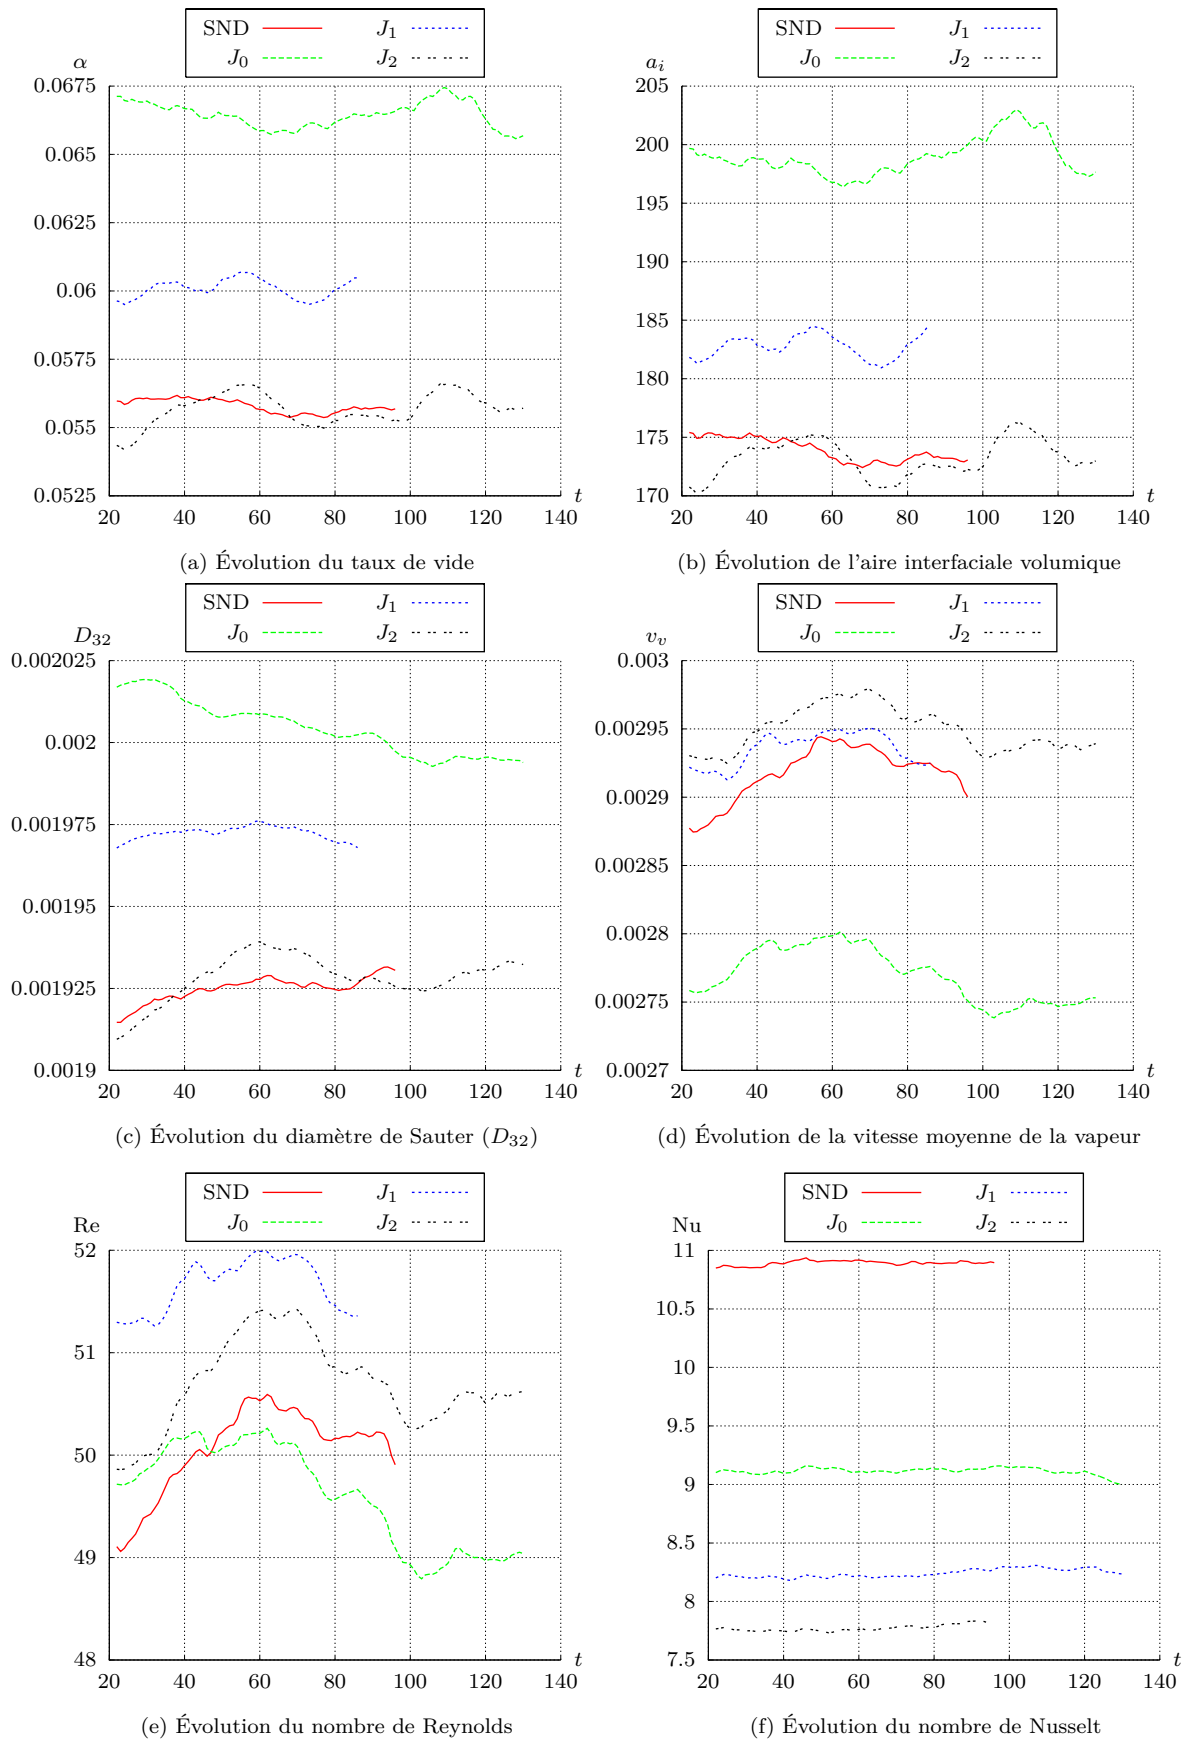 SND J₁
J₀ J₂
α
0.0675
0.065
0.0625
0.06
0.0575
0.055
0.0525
20 40 60 80 100 120 140
t
(a) Évolution du taux de vide
SND J₁
J₀ J₂
aᵢ
205
200
195
190
185
180
175
170
20 40 60 80 100 120 140
t
(b) Évolution de l'aire interfaciale volumique
SND J₁
J₀ J₂
D₃₂
0.002025
0.002
0.001975
0.00195
0.001925
0.0019
20 40 60 80 100 120 140
t
(c) Évolution du diamètre de Sauter (D₃₂)
SND J₁
J₀ J₂
vᵥ
0.003
0.00295
0.0029
0.00285
0.0028
0.00275
0.0027
20 40 60 80 100 120 140
t
(d) Évolution de la vitesse moyenne de la vapeur
SND J₁
J₀ J₂
Re
52
51
50
49
48
20 40 60 80 100 120 140
t
(e) Évolution du nombre de Reynolds
SND J₁
J₀ J₂
Nu
11
10.5
10
9.5
9
8.5
8
7.5
20 40 60 80 100 120 140
t
(f) Évolution du nombre de Nusselt